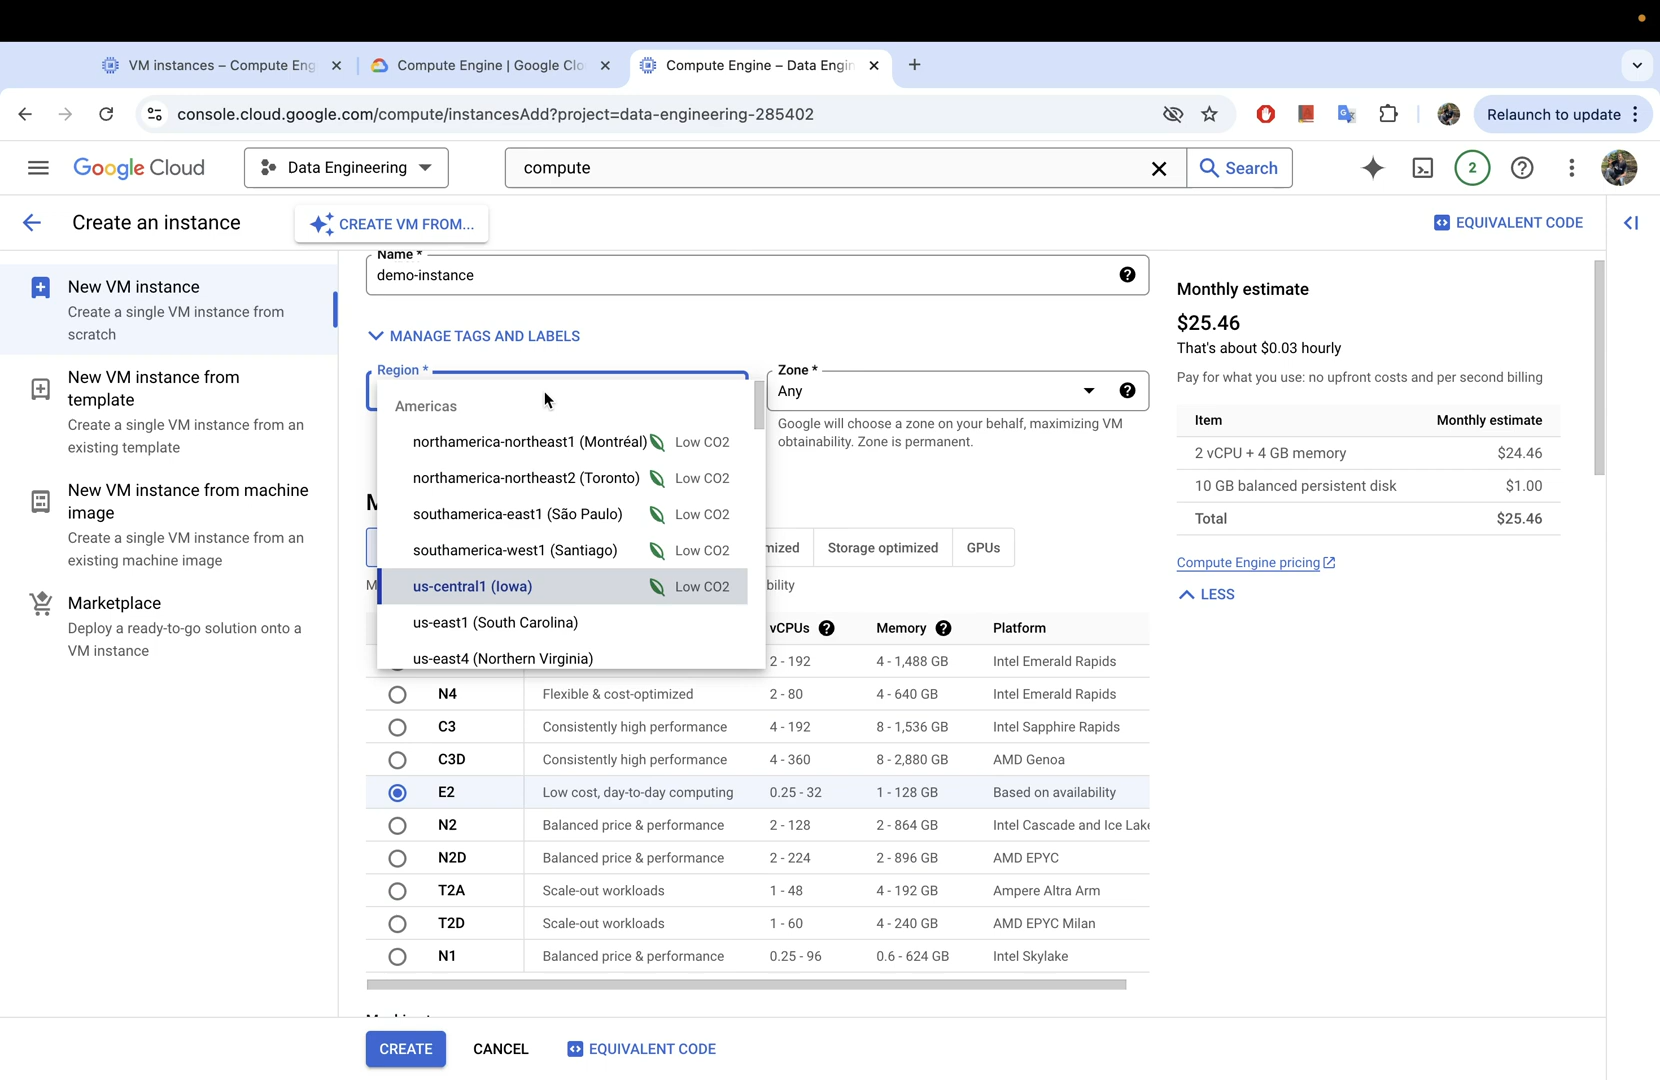 VM instances – Compute Eng
Compute Engine | Google Clo
Compute Engine – Data Engin
console.cloud.google.com/compute/instancesAdd?project=data-engineering-285402
Relaunch to update
Google Cloud
Data Engineering
compute
Search
2
Create an instance
CREATE VM FROM...
EQUIVALENT CODE
New VM instance
Create a single VM instance from
scratch
New VM instance from
template
Create a single VM instance from an
existing template
New VM instance from machine
image
Create a single VM instance from an
existing machine image
Marketplace
Deploy a ready-to-go solution onto a
VM instance
Name *
demo-instance
MANAGE TAGS AND LABELS
Region *
Americas
northamerica-northeast1 (Montréal) Low CO2
northamerica-northeast2 (Toronto) Low CO2
southamerica-east1 (São Paulo) Low CO2
southamerica-west1 (Santiago) Low CO2
us-central1 (Iowa) Low CO2
us-east1 (South Carolina)
us-east4 (Northern Virginia)
Zone *
Any
Google will choose a zone on your behalf, maximizing VM
obtainability. Zone is permanent.
M
mized Storage optimized GPUs
M bility
vCPUs Memory Platform
2 - 192 4 - 1,488 GB Intel Emerald Rapids
N4 Flexible & cost-optimized 2 - 80 4 - 640 GB Intel Emerald Rapids
C3 Consistently high performance 4 - 192 8 - 1,536 GB Intel Sapphire Rapids
C3D Consistently high performance 4 - 360 8 - 2,880 GB AMD Genoa
E2 Low cost, day-to-day computing 0.25 - 32 1 - 128 GB Based on availability
N2 Balanced price & performance 2 - 128 2 - 864 GB Intel Cascade and Ice Lake
N2D Balanced price & performance 2 - 224 2 - 896 GB AMD EPYC
T2A Scale-out workloads 1 - 48 4 - 192 GB Ampere Altra Arm
T2D Scale-out workloads 1 - 60 4 - 240 GB AMD EPYC Milan
N1 Balanced price & performance 0.25 - 96 0.6 - 624 GB Intel Skylake
CREATE
CANCEL
EQUIVALENT CODE
Monthly estimate
$25.46
That's about $0.03 hourly
Pay for what you use: no upfront costs and per second billing
Item Monthly estimate
2 vCPU + 4 GB memory $24.46
10 GB balanced persistent disk $1.00
Total $25.46
Compute Engine pricing
LESS